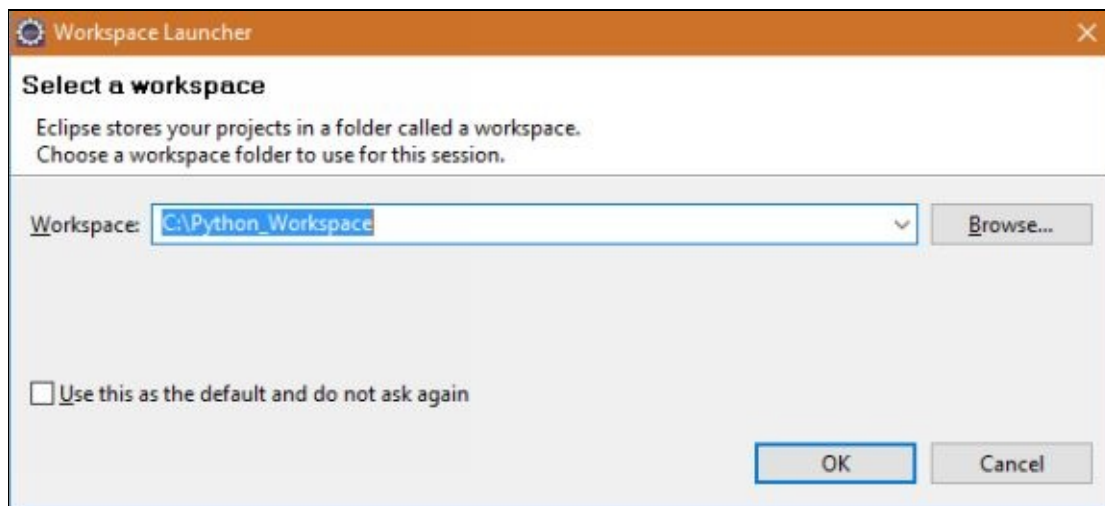 Workspace Launcher
Select a workspace
Eclipse stores your projects in a folder called a workspace.
Choose a workspace folder to use for this session.
Workspace: C:\Python_Workspace Browse...
Use this as the default and do not ask again
OK Cancel